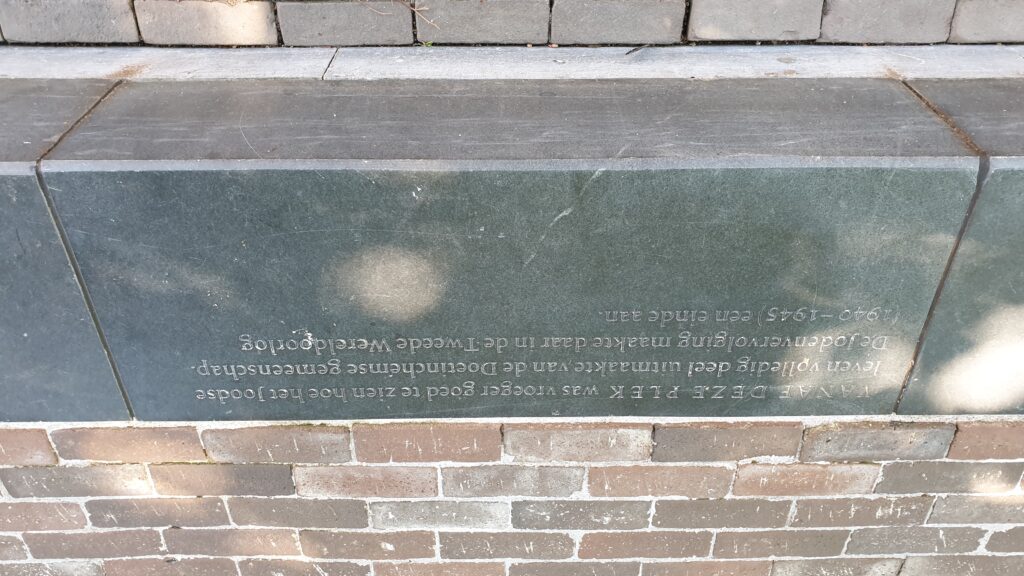 VANAF DEZE PLEK was vroeger goed te zien hoe het Joodse
leven volledig deel uitmaakte van de Doetinchemse gemeenschap.
De jodenvervolging maakte daar in de Tweede Wereldoorlog
(1940–1945) een einde aan.